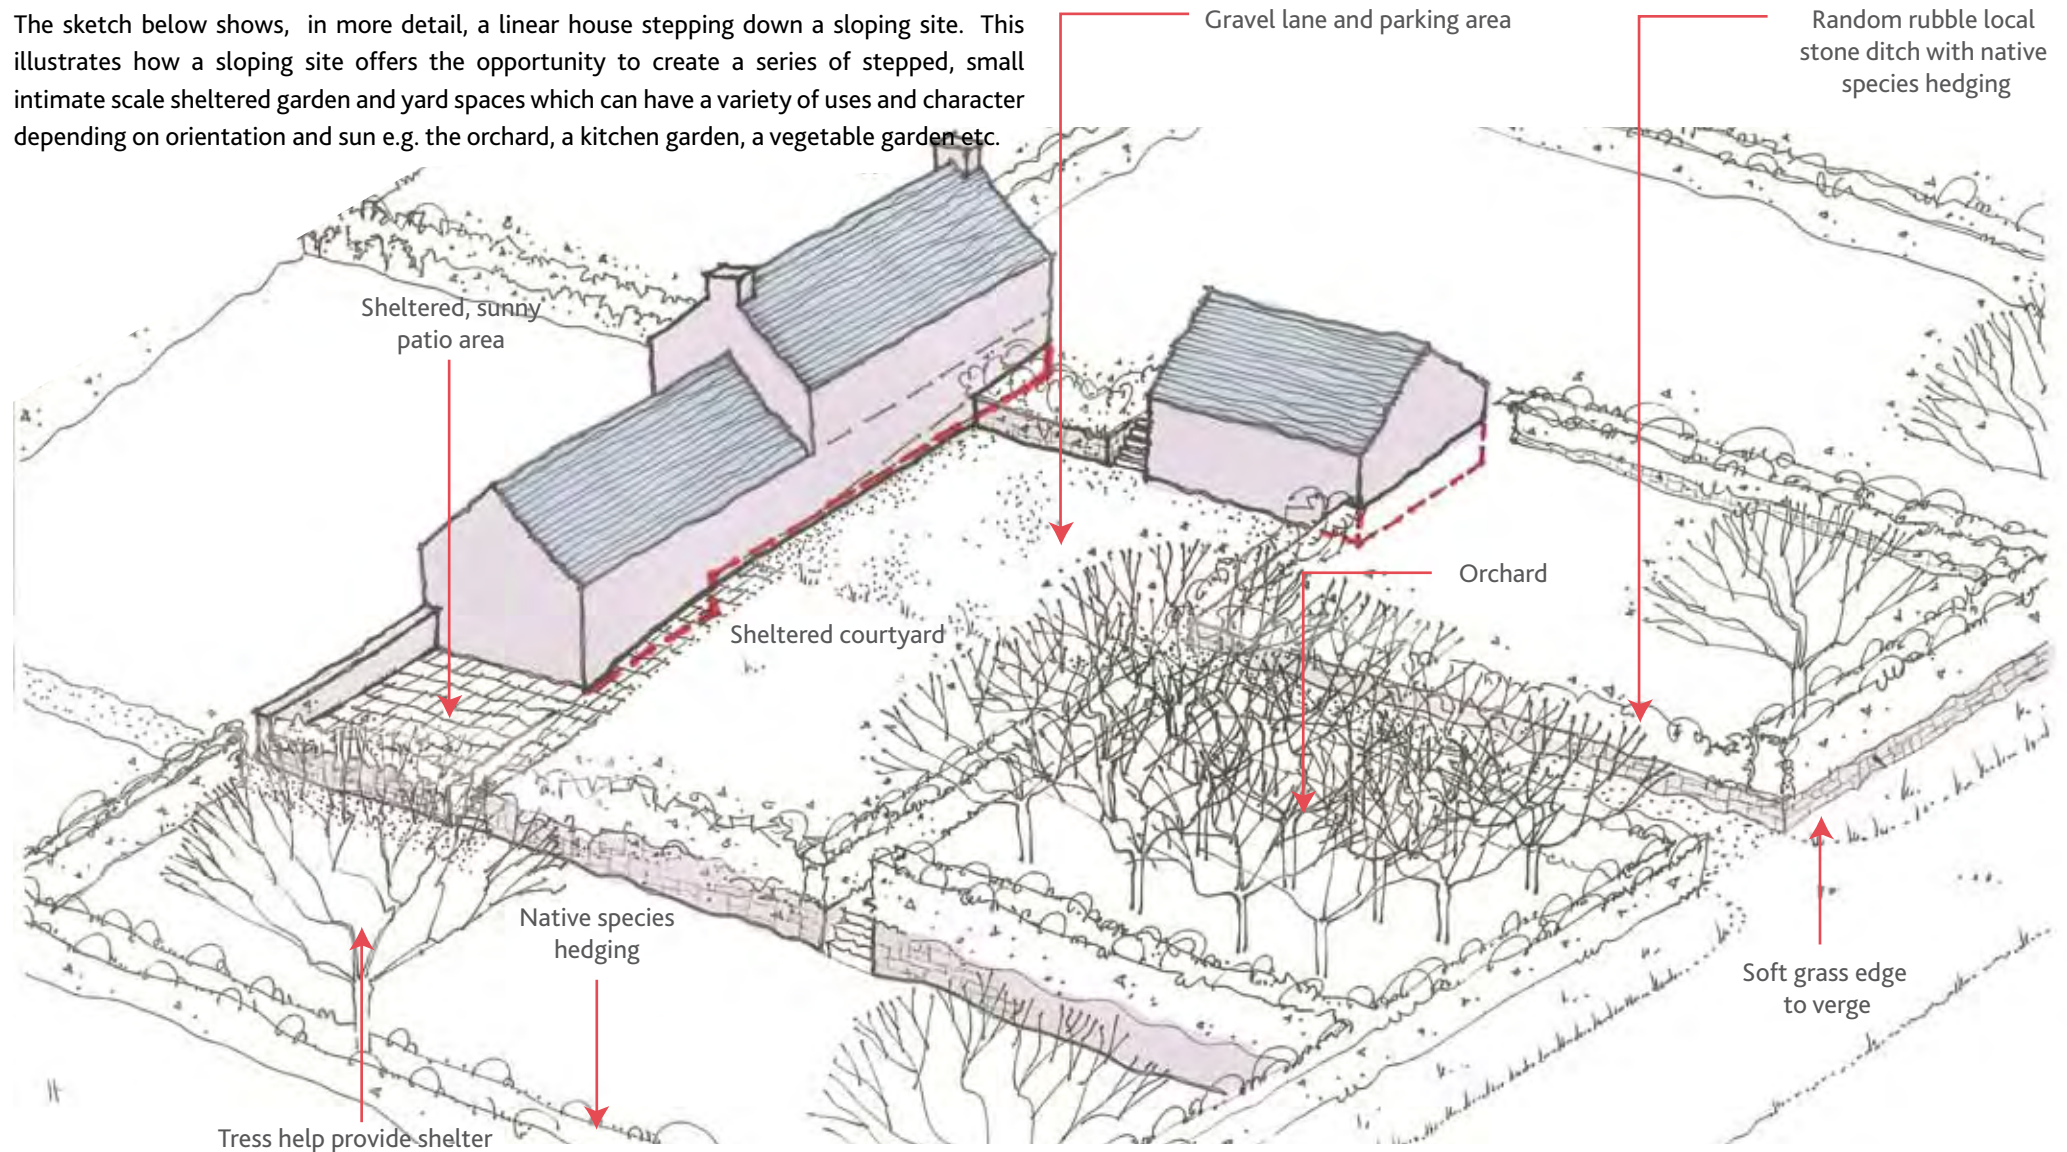 The sketch below shows, in more detail, a linear house stepping down a sloping site. This
illustrates how a sloping site offers the opportunity to create a series of stepped, small
intimate scale sheltered garden and yard spaces which can have a variety of uses and character
depending on orientation and sun e.g. the orchard, a kitchen garden, a vegetable garden etc.
Gravel lane and parking area
Random rubble local
stone ditch with native
species hedging
Sheltered, sunny
patio area
Orchard
Sheltered courtyard
Native species
hedging
Soft grass edge
to verge
Tress help provide shelter